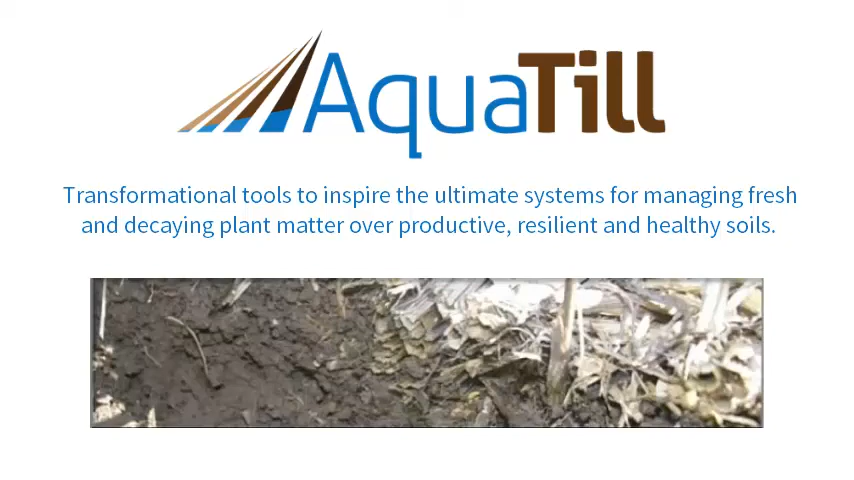 AquaTill
Transformational tools to inspire the ultimate systems for managing fresh
and decaying plant matter over productive, resilient and healthy soils.